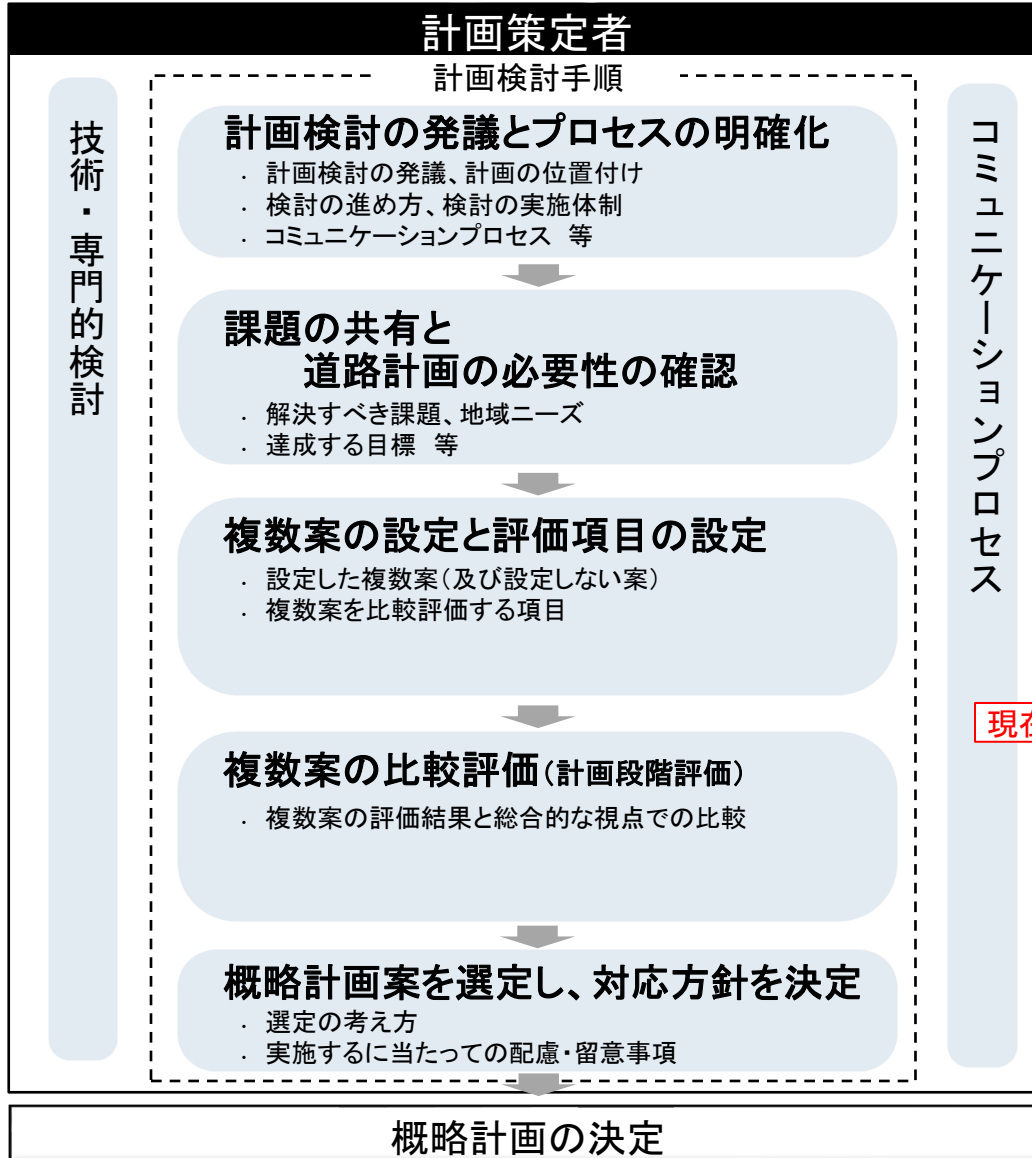 計画策定者
計画検討手順
技術・専門的検討
計画検討の発議とプロセスの明確化
・ 計画検討の発議、計画の位置付け
・ 検討の進め方、検討の実施体制
・ コミュニケーションプロセス 等
課題の共有と
道路計画の必要性の確認
・ 解決すべき課題、地域ニーズ
・ 達成する目標 等
複数案の設定と評価項目の設定
・ 設定した複数案（及び設定しない案）
・ 複数案を比較評価する項目
複数案の比較評価（計画段階評価）
・ 複数案の評価結果と総合的な視点での比較
概略計画案を選定し、対応方針を決定
・ 選定の考え方
・ 実施するに当たっての配慮・留意事項
コミュニケーションプロセス
現在
概略計画の決定